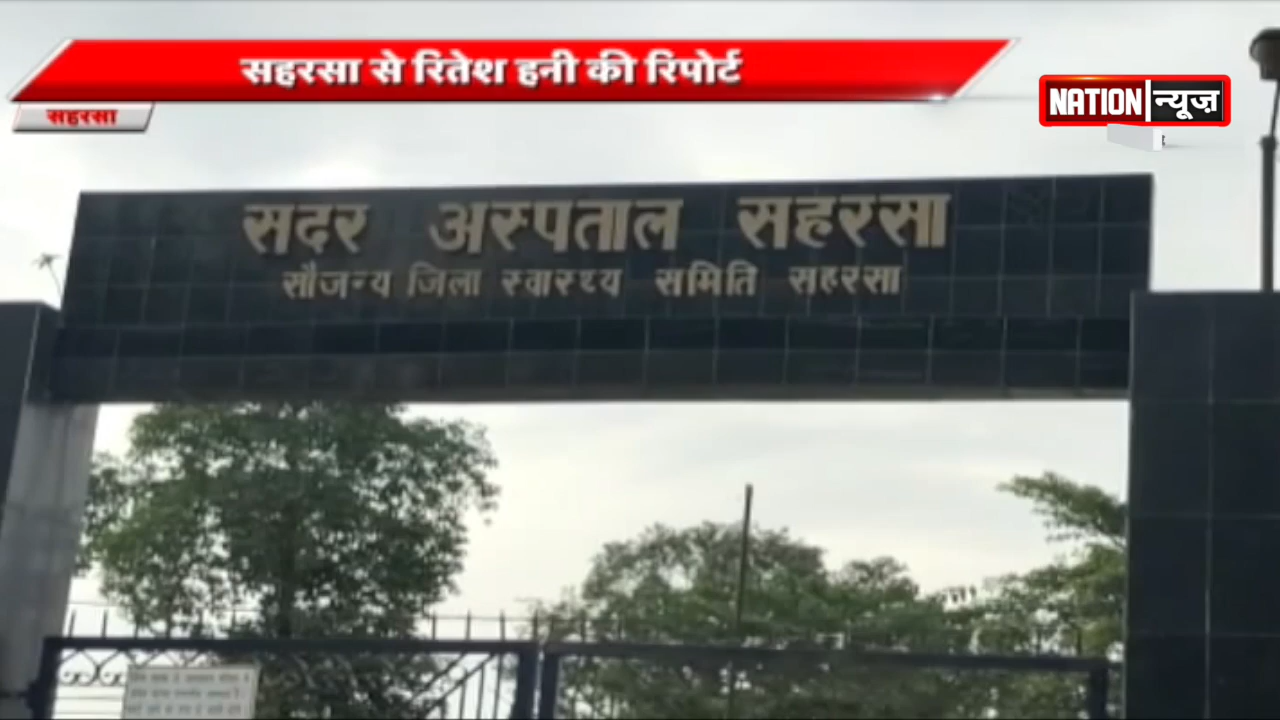 सहरसा से रितेश हनी की रिपोर्ट
सहरसा
NATION न्यूज़
सदर अस्पताल सहरसा
सौजन्य जिला स्वास्थ्य समिति सहरसा